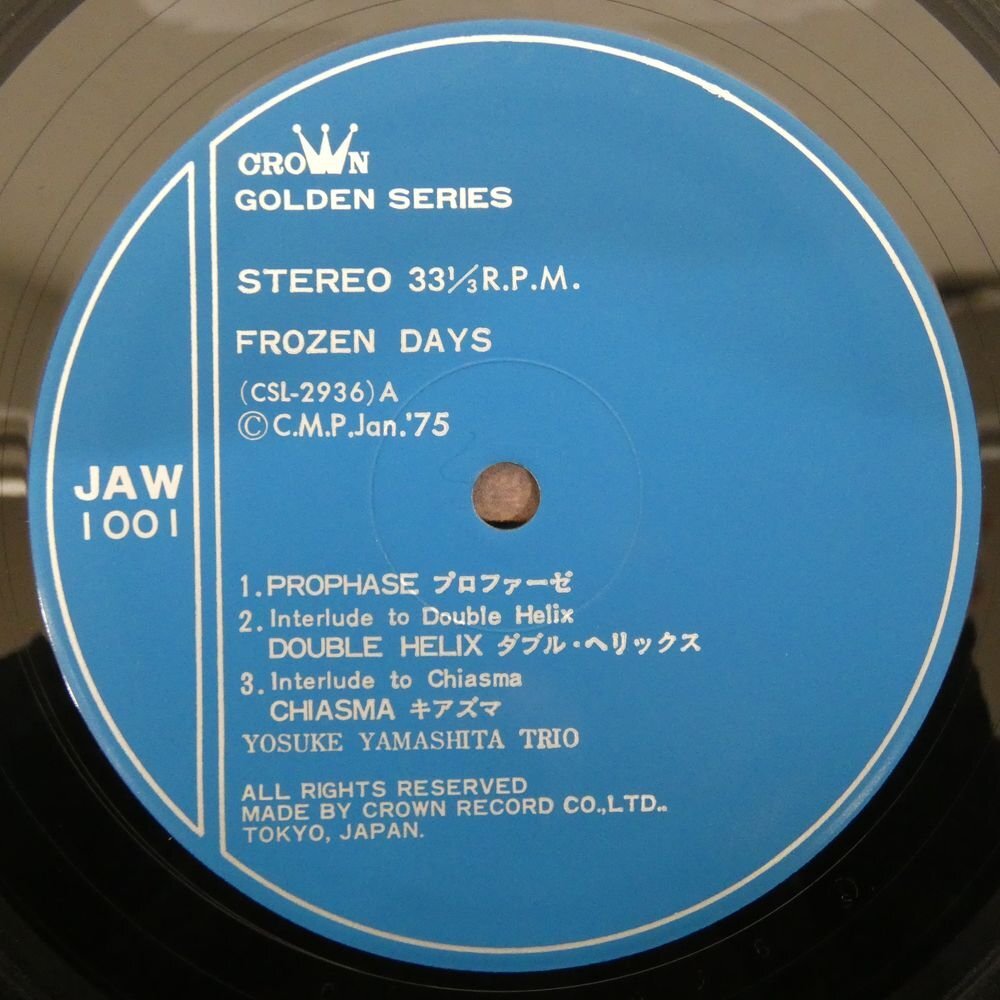 CROWN
GOLDEN SERIES
STEREO 33⅓ R.P.M.
FROZEN DAYS
(CSL-2936) A
© C.M.P. Jan.'75
JAW
1001
1. PROPHASE プロファーゼ
2. Interlude to Double Helix
DOUBLE HELIX ダブル・ヘリックス
3. Interlude to Chiasma
CHIASMA キアズマ
YOSUKE YAMASHITA TRIO
ALL RIGHTS RESERVED
MADE BY CROWN RECORD CO.,LTD..
TOKYO, JAPAN.